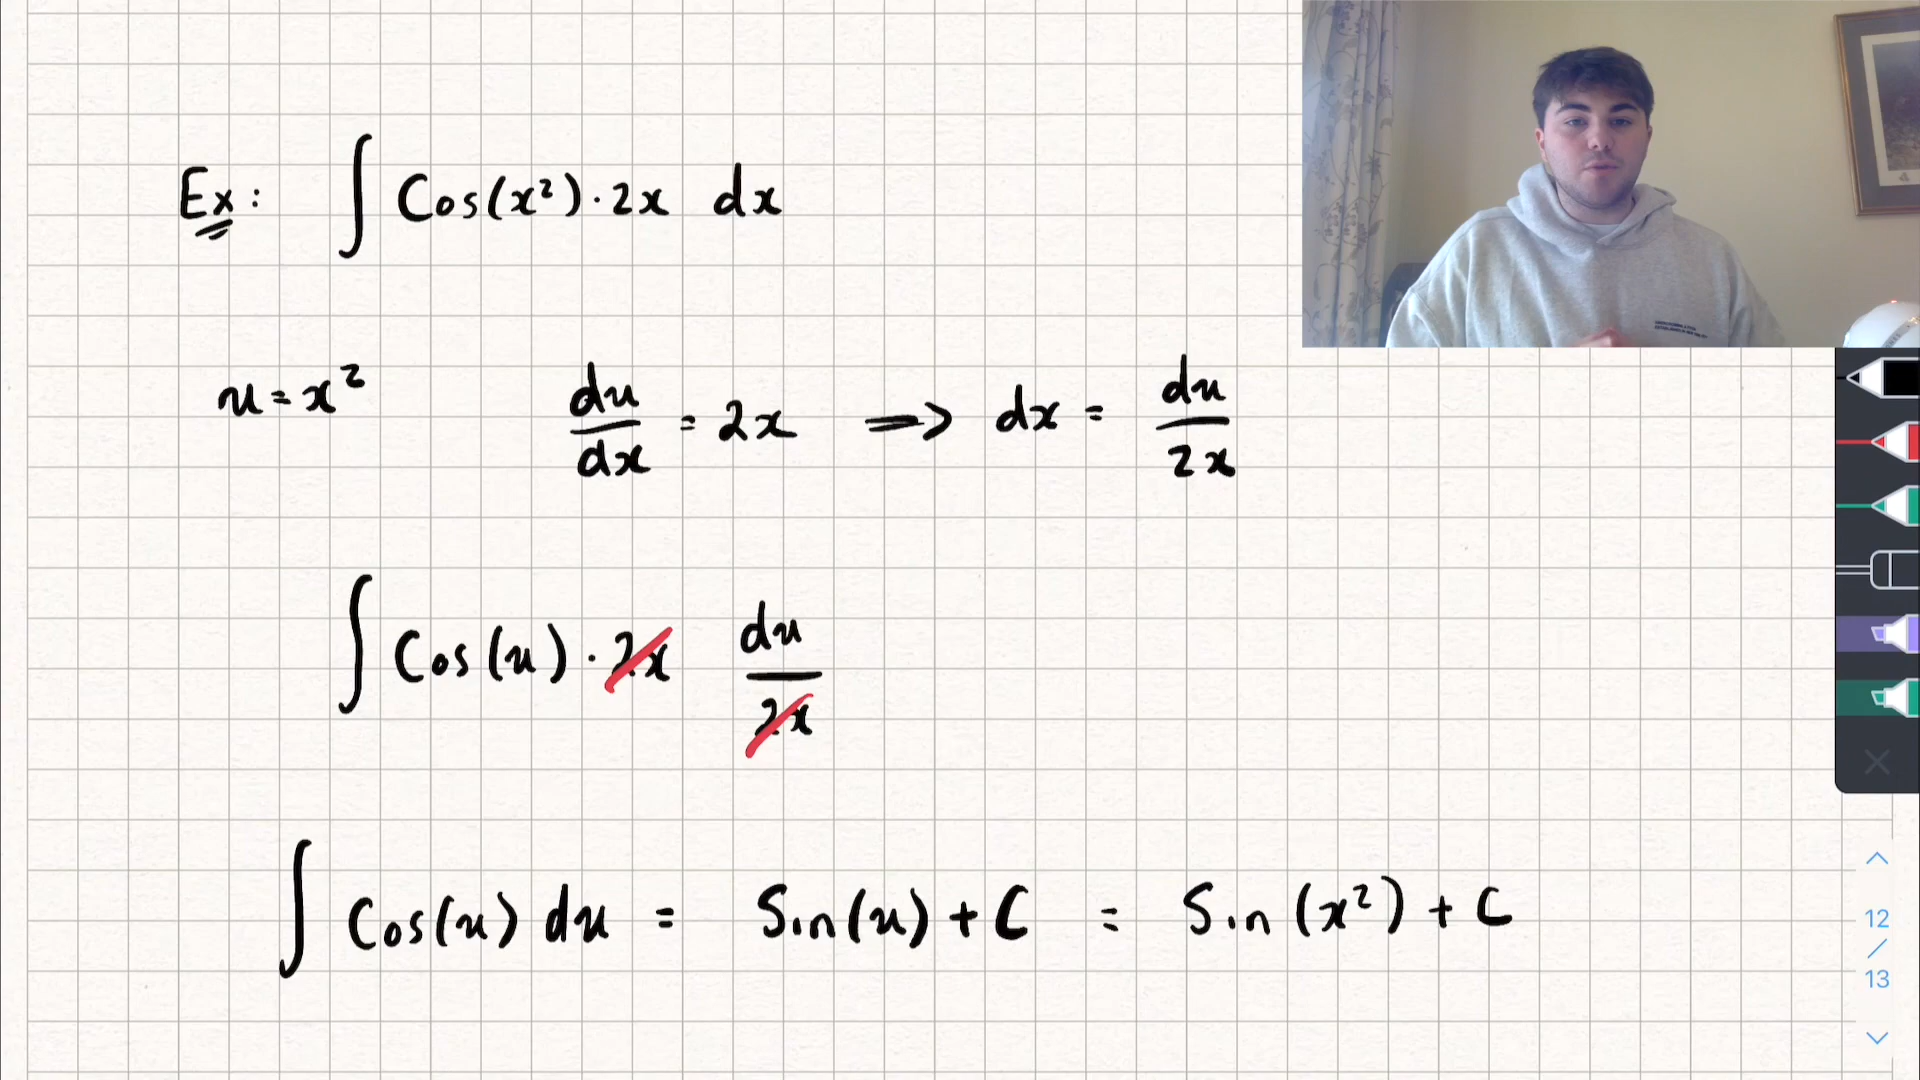 Ex: ∫ Cos(x²)·2x dx
u = x²   du/dx = 2x ⇒ dx = du/2x
∫ Cos(u)·2x du/2x
∫ Cos(u) du = Sin(u) + C = Sin(x²) + C
12
/
13